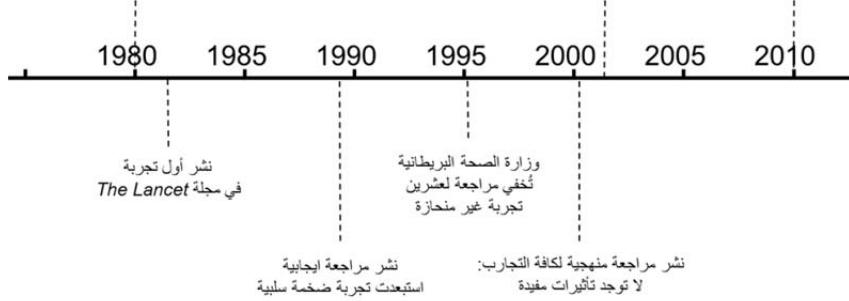 1980 1985 1990 1995 2000 2005 2010
نشر أول تجربة
في مجلة The Lancet
وزارة الصحة البريطانية
تُخفي مراجعة لعشرين
تجربة غير منحازة
نشر مراجعة ايجابية
استبعدت تجربة ضخمة سلبية
نشر مراجعة منهجية لكافة التجارب:
لا توجد تأثيرات مفيدة